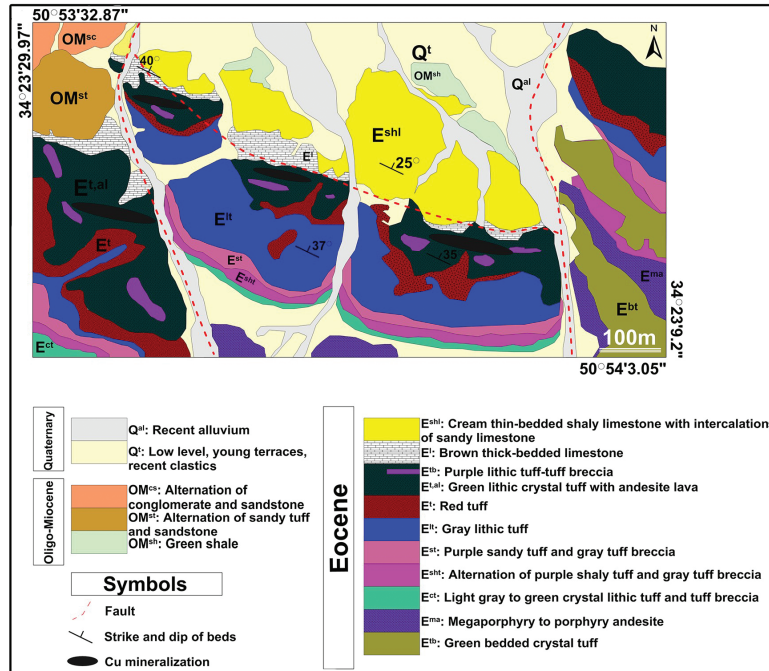 50°53'32.87"
34°23'29.97"
N
OMˢᶜ
40°
Qᵗ
OMˢʰ
Qᵃˡ
OMˢᵗ
Eˢʰˡ
Eˡ
25°
Eᵗ,ᵃˡ
Eˡᵗ
Eᵗ
37°
35
Eˢᵗ
Eˢʰᵗ
Eᵐᵃ
Eᵇᵗ
Eᶜᵗ
100m
34°23'9.2"
50°54'3.05"
Quaternary
Qᵃˡ: Recent alluvium
Qᵗ: Low level, young terraces,
recent clastics
Oligo-Miocene
OMᶜˢ: Alternation of
conglomerate and sandstone
OMˢᵗ: Alternation of sandy tuff
and sandstone
OMˢʰ: Green shale
Symbols
Fault
Strike and dip of beds
Cu mineralization
Eocene
Eˢʰˡ: Cream thin-bedded shaly limestone with intercalations
of sandy limestone
Eˡ: Brown thick-bedded limestone
Eᵗᵇ: Purple lithic tuff-tuff breccia
Eᵗ,ᵃˡ: Green lithic crystal tuff with andesite lava
Eᵗ: Red tuff
Eˡᵗ: Gray lithic tuff
Eˢᵗ: Purple sandy tuff and gray tuff breccia
Eˢʰᵗ: Alternation of purple shaly tuff and gray tuff breccia
Eᶜᵗ: Light gray to green crystal lithic tuff and tuff breccia
Eᵐᵃ: Megaporphyry to porphyry andesite
Eᵗᵇ: Green bedded crystal tuff